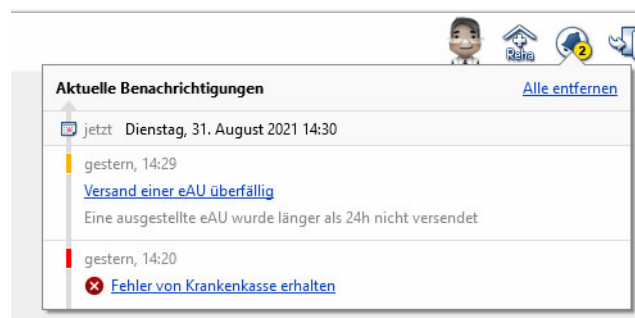 Reha
2
Aktuelle Benachrichtigungen Alle entfernen
jetzt Dienstag, 31. August 2021 14:30
gestern, 14:29
Versand einer eAU überfällig
Eine ausgestellte eAU wurde länger als 24h nicht versendet
gestern, 14:20
Fehler von Krankenkasse erhalten